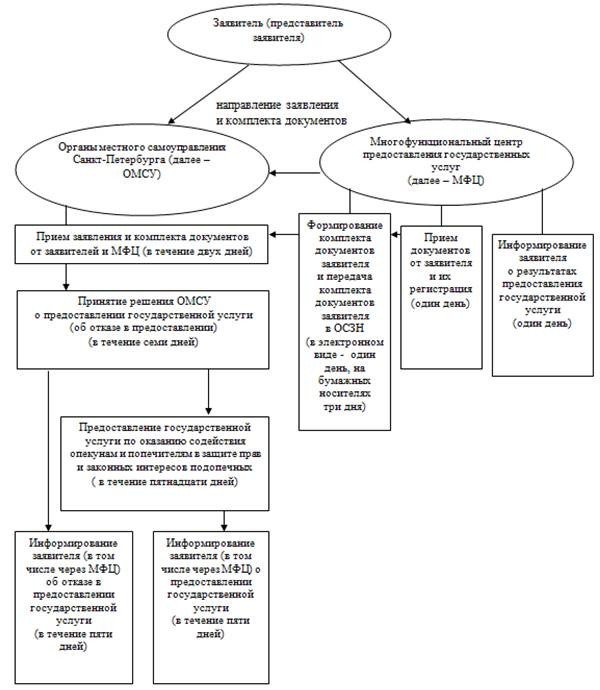 Заявитель (представитель
заявителя)
направление заявления
и комплекта документов
Органы местного самоуправления
Санкт-Петербурга (далее –
ОМСУ)
Многофункциональный центр
предоставления государственных
услуг
(далее – МФЦ)
Прием заявления и комплекта документов
от заявителей и МФЦ (в течение двух дней)
Формирование
комплекта
документов
заявителя
и передача
комплекта
документов
заявителя
в ОСЗН
(в электронном
виде - один
день, на
бумажных
носителях
три дня)
Прием
документов
от заявителя
и их
регистрация
(один день)
Информирование
заявителя
о результатах
предоставления
государственной
услуги
(один день)
Принятие решения ОМСУ
о предоставлении государственной услуги
(об отказе в предоставлении)
(в течение семи дней)
Предоставление государственной
услуги по оказанию содействия
опекунам и попечителям в защите прав
и законных интересов подопечных
( в течение пятнадцати дней)
Информирование
заявителя (в том
числе через МФЦ)
об отказе в
предоставлении
государственной
услуги
(в течение пяти
дней)
Информирование
заявителя (в том
числе через МФЦ) о
предоставлении
государственной
услуги
(в течение пяти
дней)